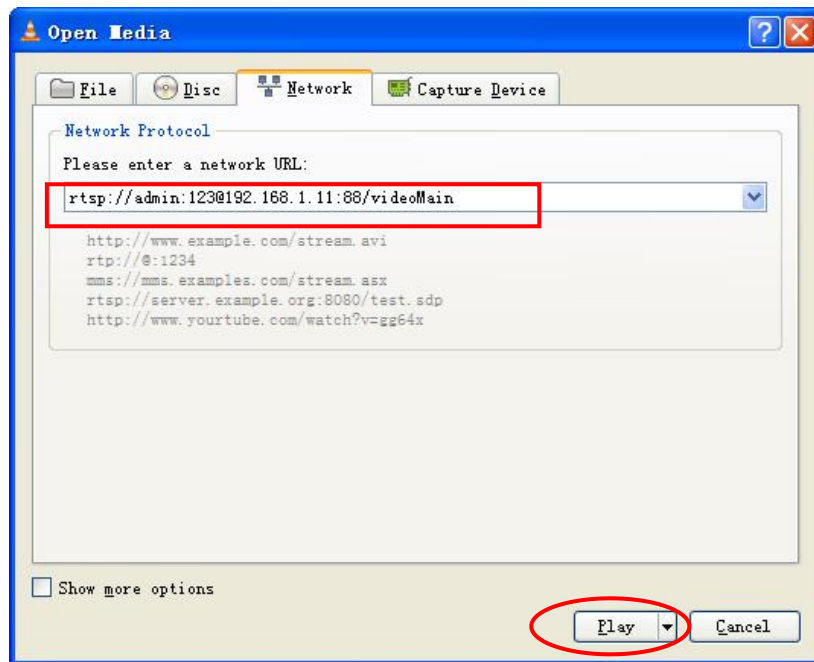 Open Media
File Disc Network Capture Device
Network Protocol
Please enter a network URL:
rtsp://admin:123@192.168.1.11:88/videoMain
http://www.example.com/stream.avi
rtp://@:1234
mms://mms.examples.com/stream.asx
rtsp://server.example.org:8080/test.sdp
http://www.yourtube.com/watch?v=gg64x
Show more options
Play Cancel